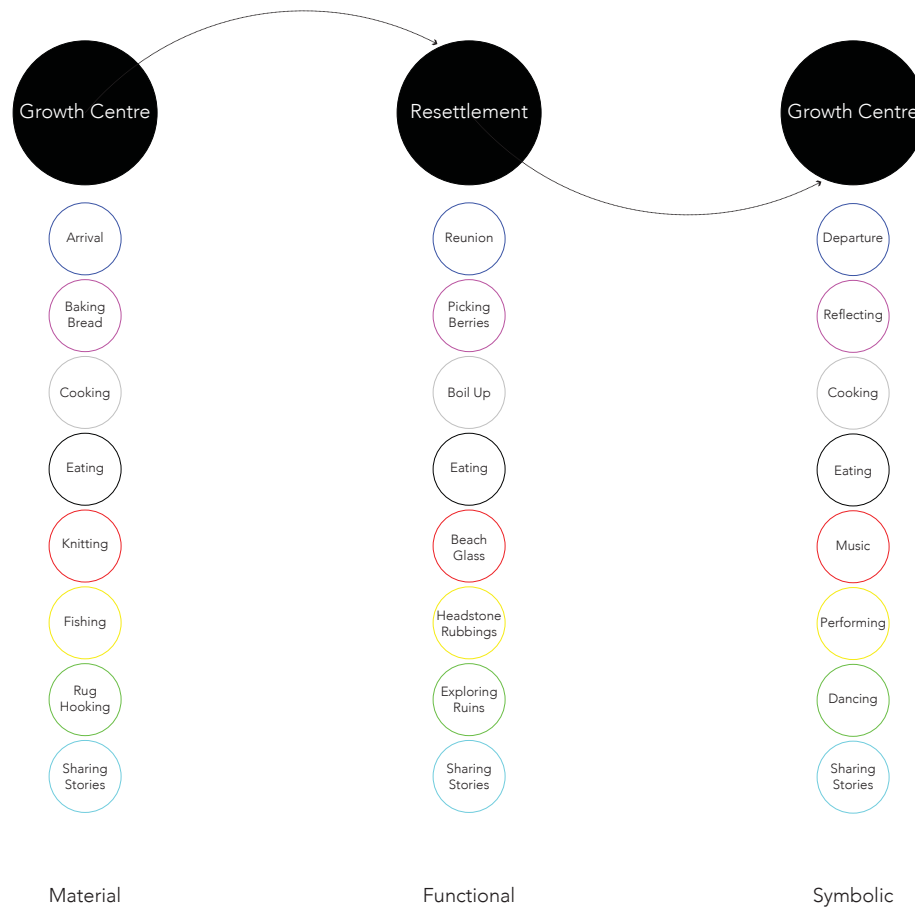 Growth Centre
Resettlement
Growth Centre
Arrival
Reunion
Departure
Baking
Bread
Picking
Berries
Reflecting
Cooking
Boil Up
Cooking
Eating
Eating
Eating
Knitting
Beach
Glass
Music
Fishing
Headstone
Rubbings
Performing
Rug
Hooking
Exploring
Ruins
Dancing
Sharing
Stories
Sharing
Stories
Sharing
Stories
Material
Functional
Symbolic